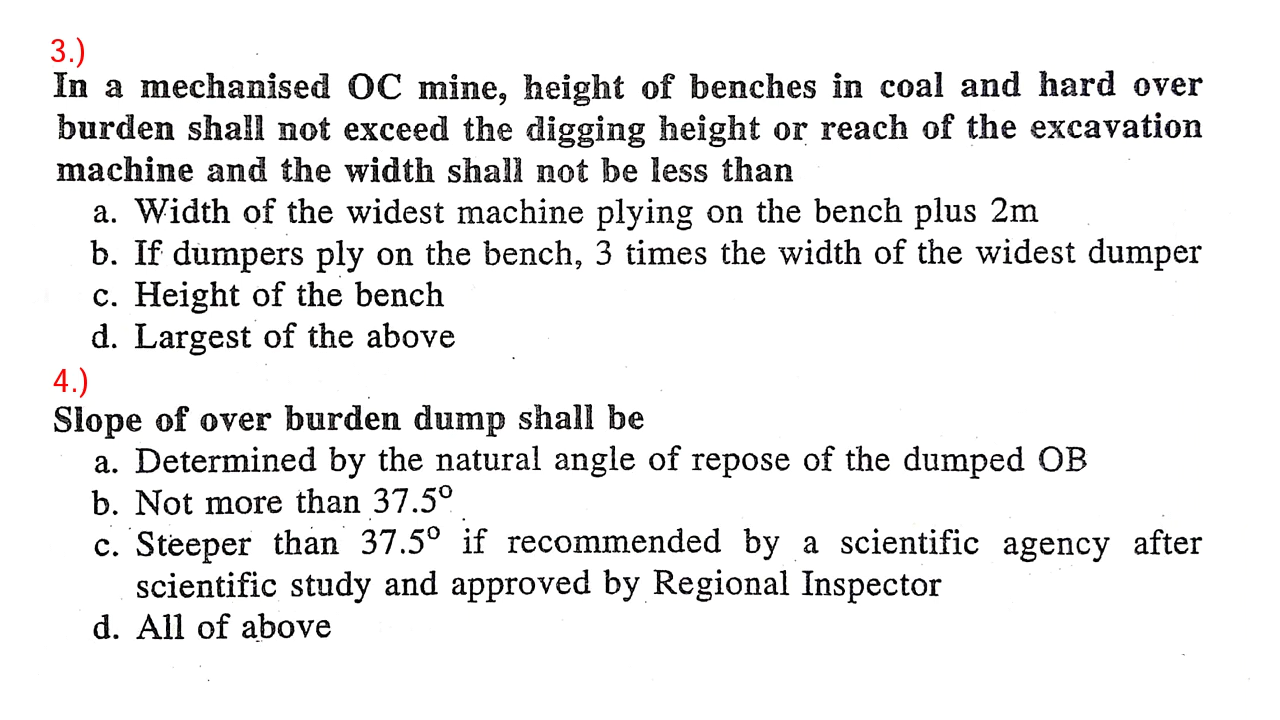 3.)
In a mechanised OC mine, height of benches in coal and hard over
burden shall not exceed the digging height or reach of the excavation
machine and the width shall not be less than
a. Width of the widest machine plying on the bench plus 2m
b. If dumpers ply on the bench, 3 times the width of the widest dumper
c. Height of the bench
d. Largest of the above
4.)
Slope of over burden dump shall be
a. Determined by the natural angle of repose of the dumped OB
b. Not more than 37.5°
c. Steeper than 37.5° if recommended by a scientific agency after
scientific study and approved by Regional Inspector
d. All of above